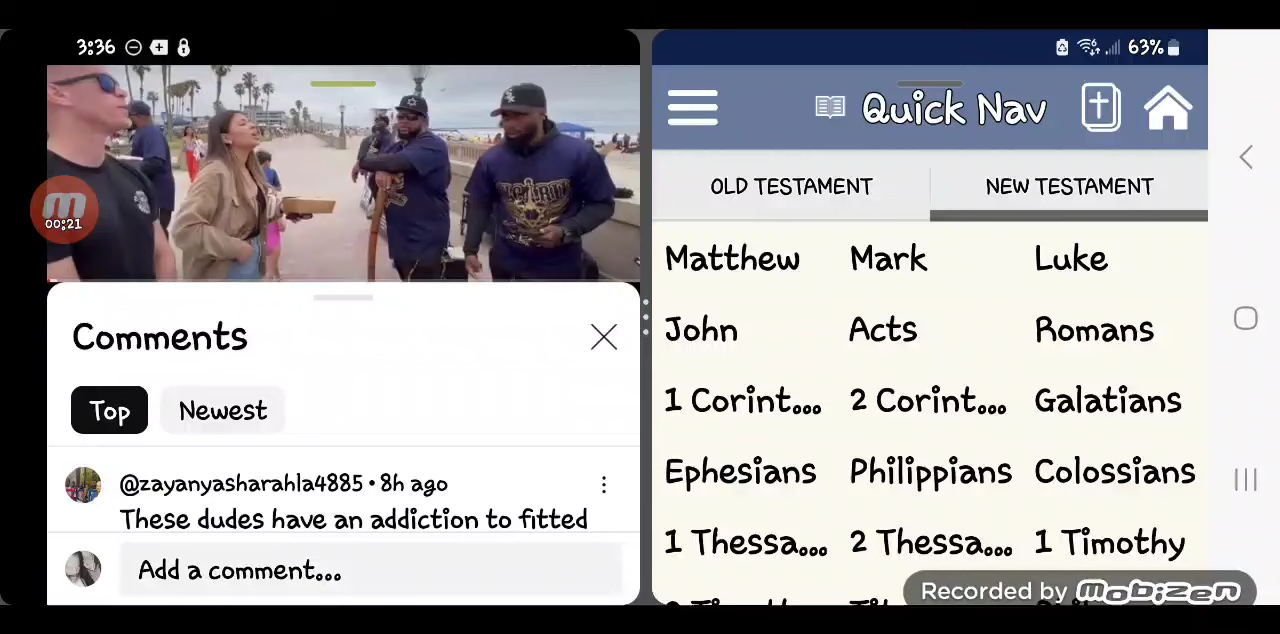 3:36
63%
00:21
Quick Nav
OLD TESTAMENT
NEW TESTAMENT
Matthew Mark Luke
John Acts Romans
1 Corint... 2 Corint... Galatians
Ephesians Philippians Colossians
1 Thessa... 2 Thessa... 1 Timothy
Comments
Top
Newest
@zayanyasharahla4885 • 8h ago
These dudes have an addiction to fitted
Add a comment...
Recorded by mobizen